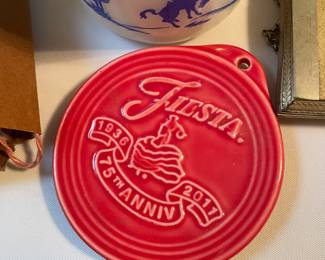 FIESTA.
1936
2011
75TH ANNIV